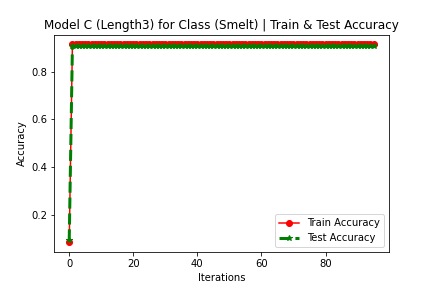 Model C (Length3) for Class (Smelt) | Train & Test Accuracy
Accuracy
0.8
0.6
0.4
0.2
0 20 40 60 80
Iterations
Train Accuracy
Test Accuracy